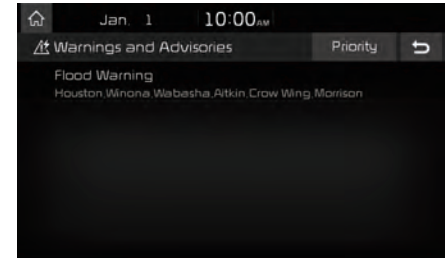 Jan. 1 10:00AM
Warnings and Advisories Priority
Flood Warning
Houston,Winona,Wabasha,Aitkin,Crow Wing,Morrison